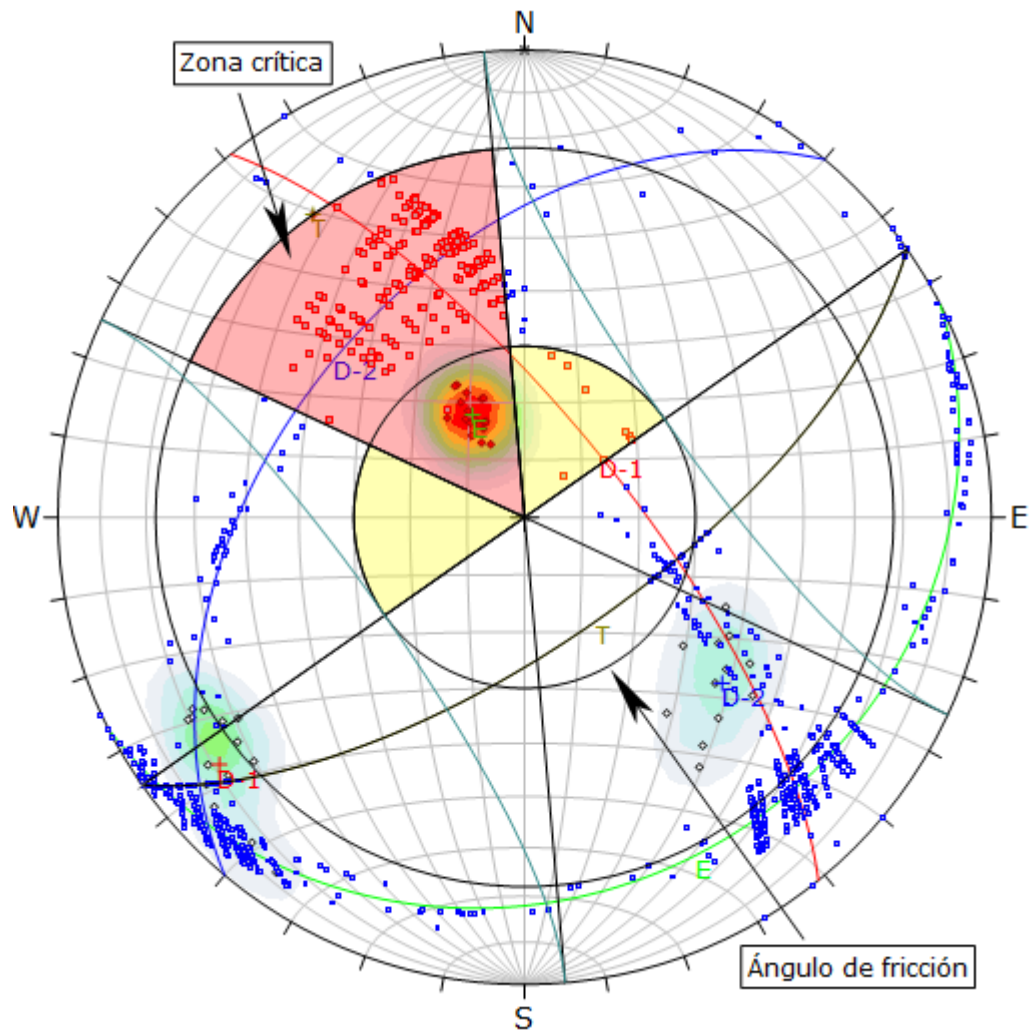 N
Zona crítica
T
D-2
E
D-1
W
E
T
D-2
D-1
E
Ángulo de fricción
S